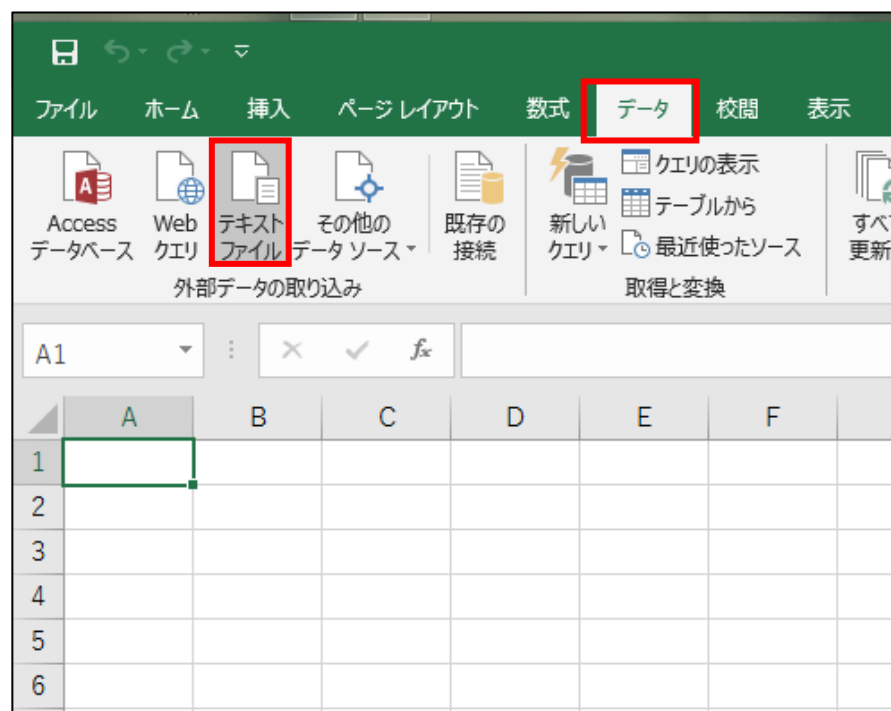 ファイル ホーム 挿入 ページ レイアウト 数式 データ 校閲 表示
Access
データベース
Web
クエリ
テキスト
ファイル
その他の
データ ソース
既存の
接続
外部データの取り込み
新しい
クエリ
クエリの表示
テーブルから
最近使ったソース
取得と変換
すべ
更新
A1 fx
A B C D E F
1
2
3
4
5
6